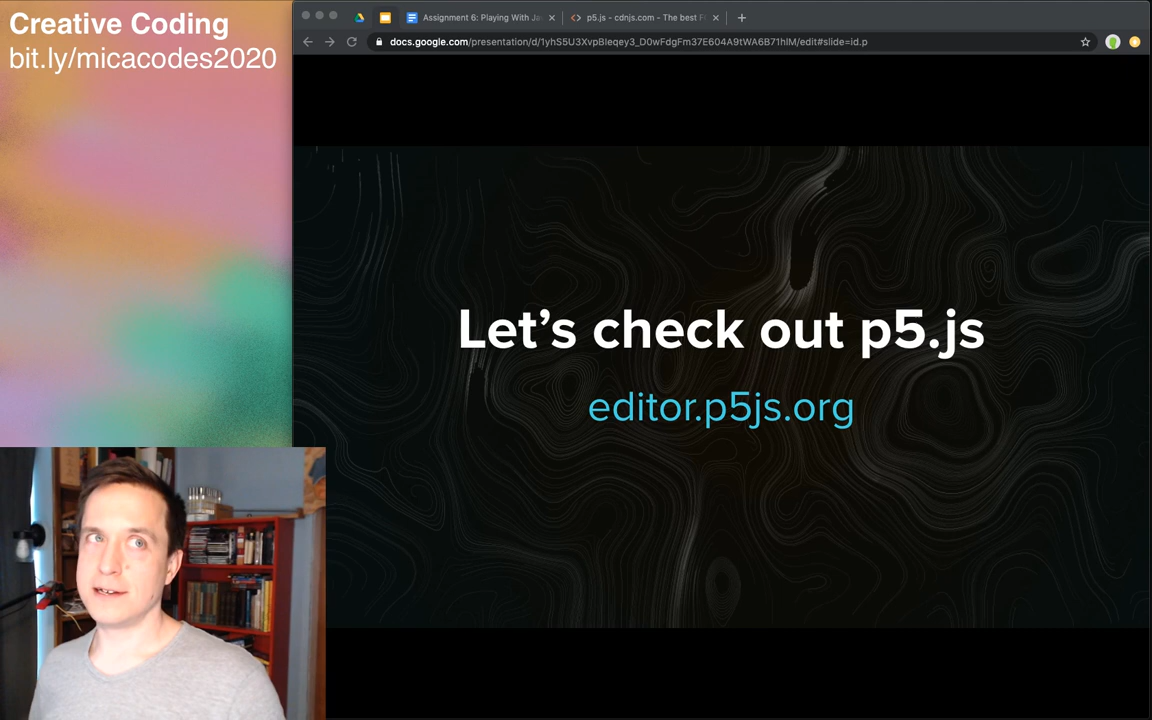 Creative Coding
bit.ly/micacodes2020
Assignment 6: Playing With Ja
p5.js - cdnjs.com - The best F
docs.google.com/presentation/d/1yhS5U3XvpBIeqey3_D0wFdgFm37E604A9tWA6B71hIM/edit#slide=id.p
Let’s check out p5.js
editor.p5js.org